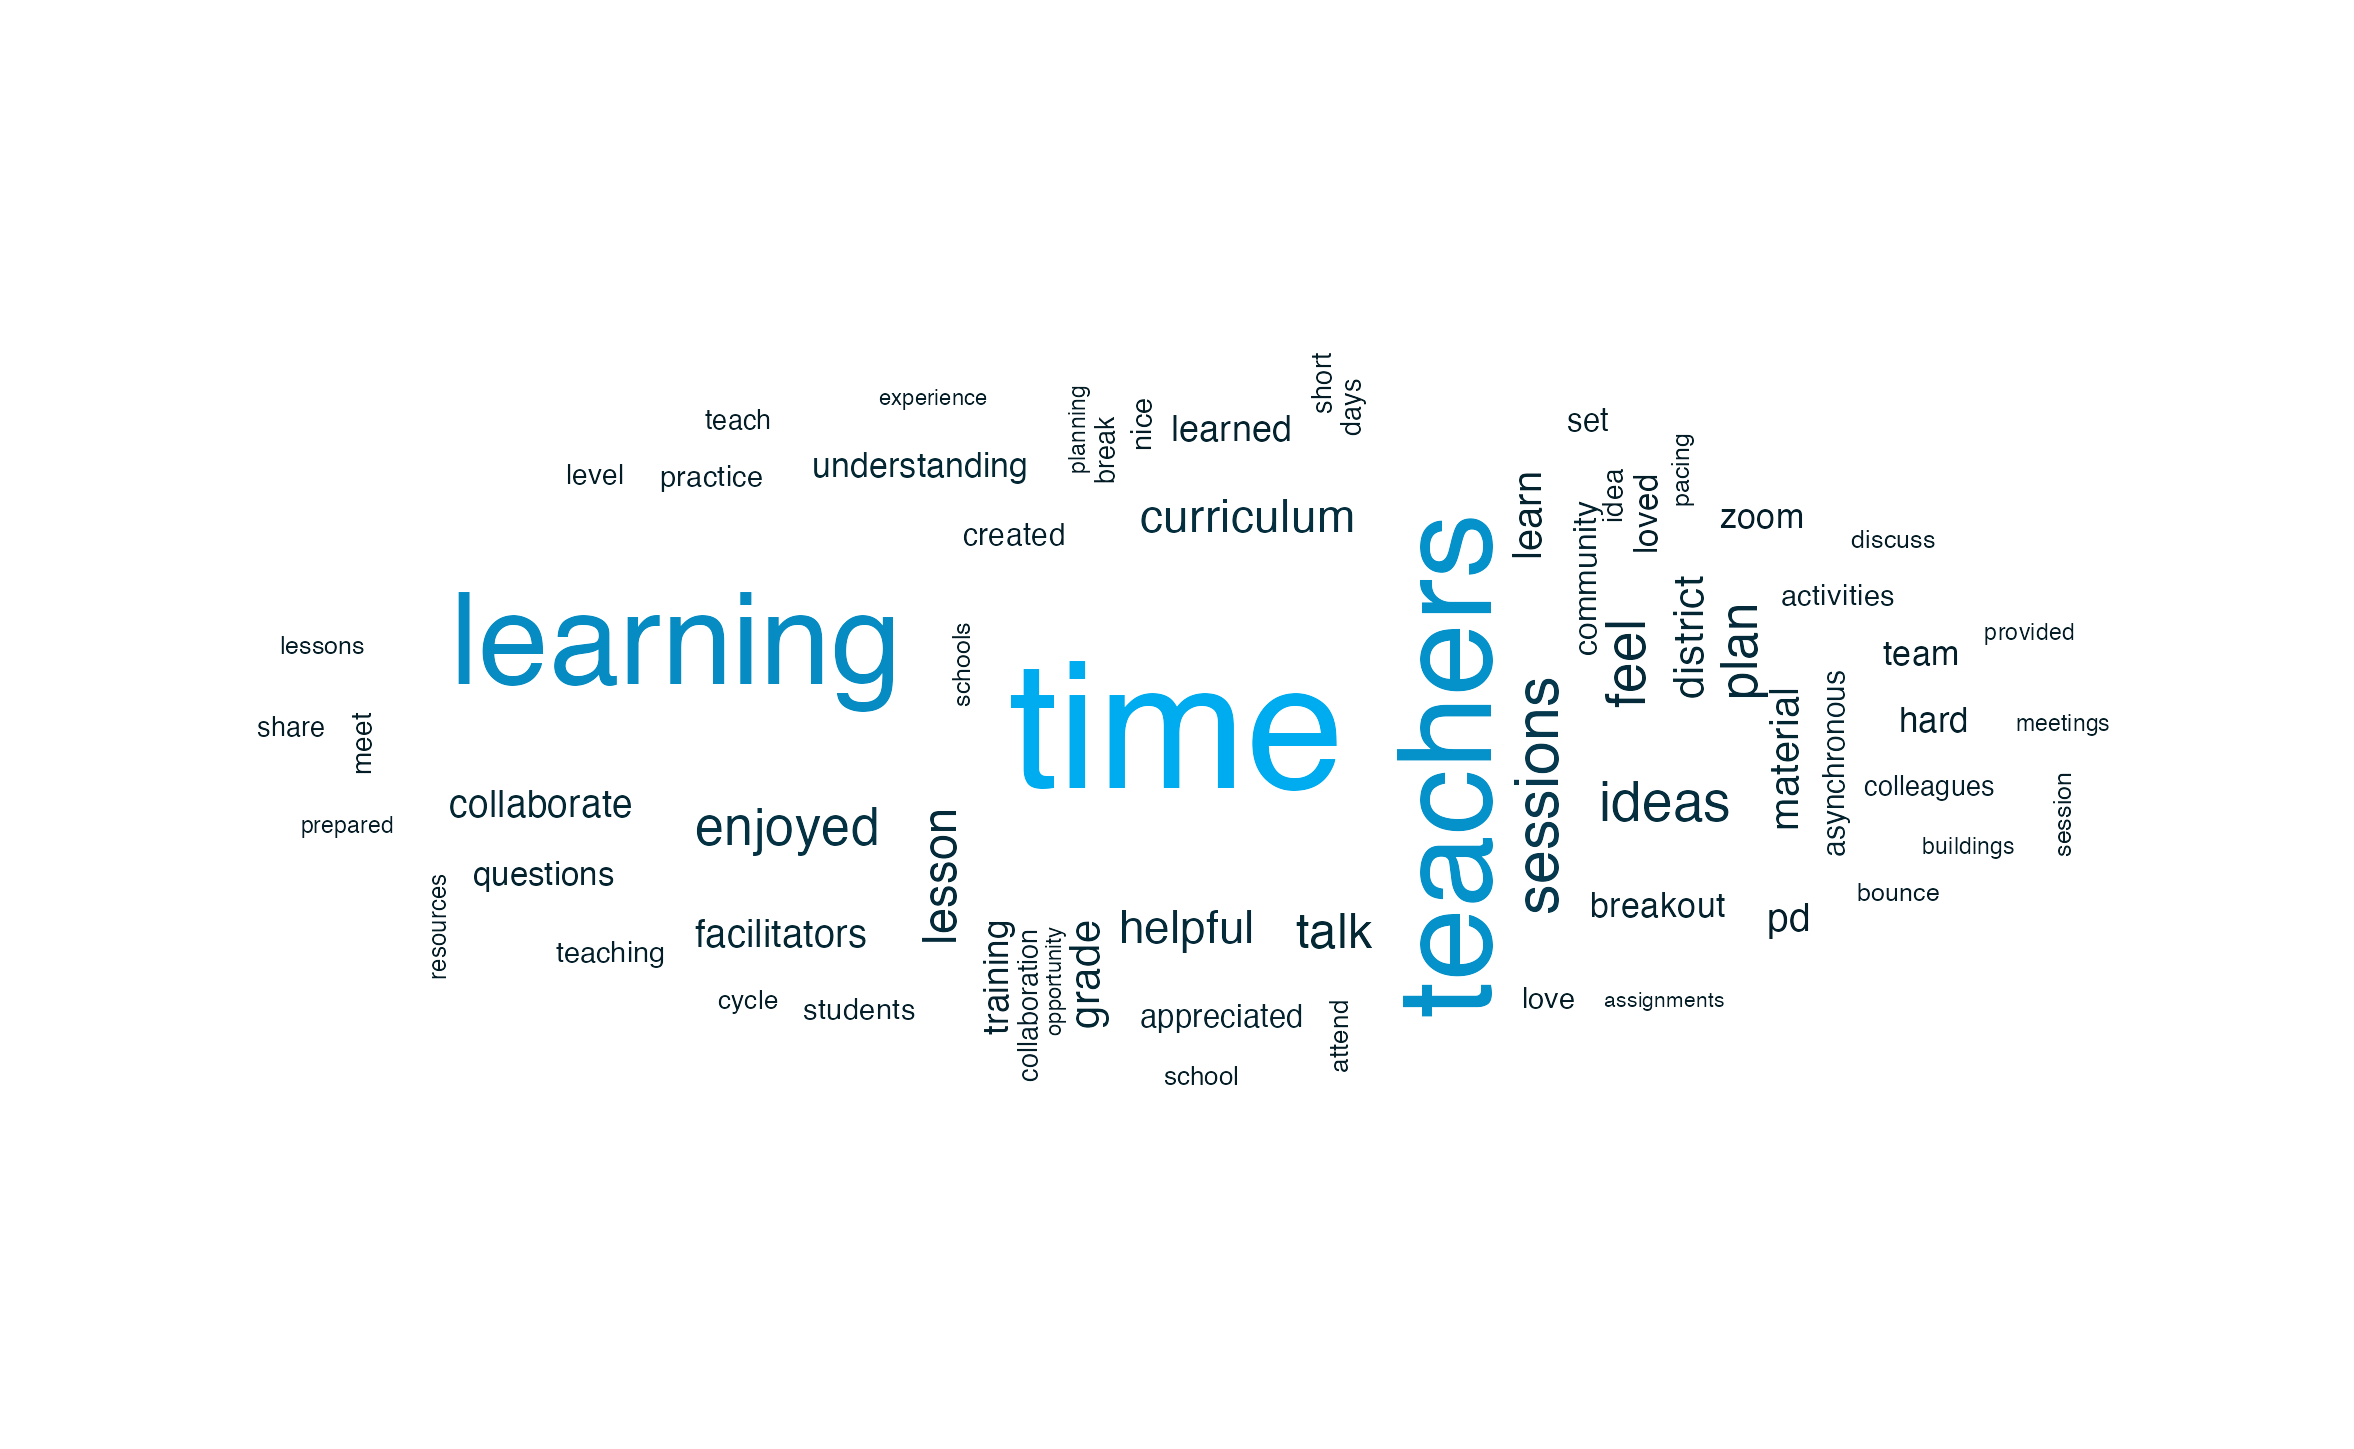 short
days
experience
planning
break
nice
learned
teach
set
understanding
level
practice
pacing
idea
loved
learn
community
zoom
curriculum
created
discuss
district
activities
learning
teachers
schools
feel
plan
provided
lessons
team
time
sessions
material
asynchronous
share
meet
hard
meetings
collaborate
enjoyed
ideas
colleagues
session
prepared
lesson
buildings
questions
resources
breakout
pd
bounce
facilitators
helpful
talk
teaching
training
collaboration
opportunity
grade
cycle
students
appreciated
attend
love
assignments
school